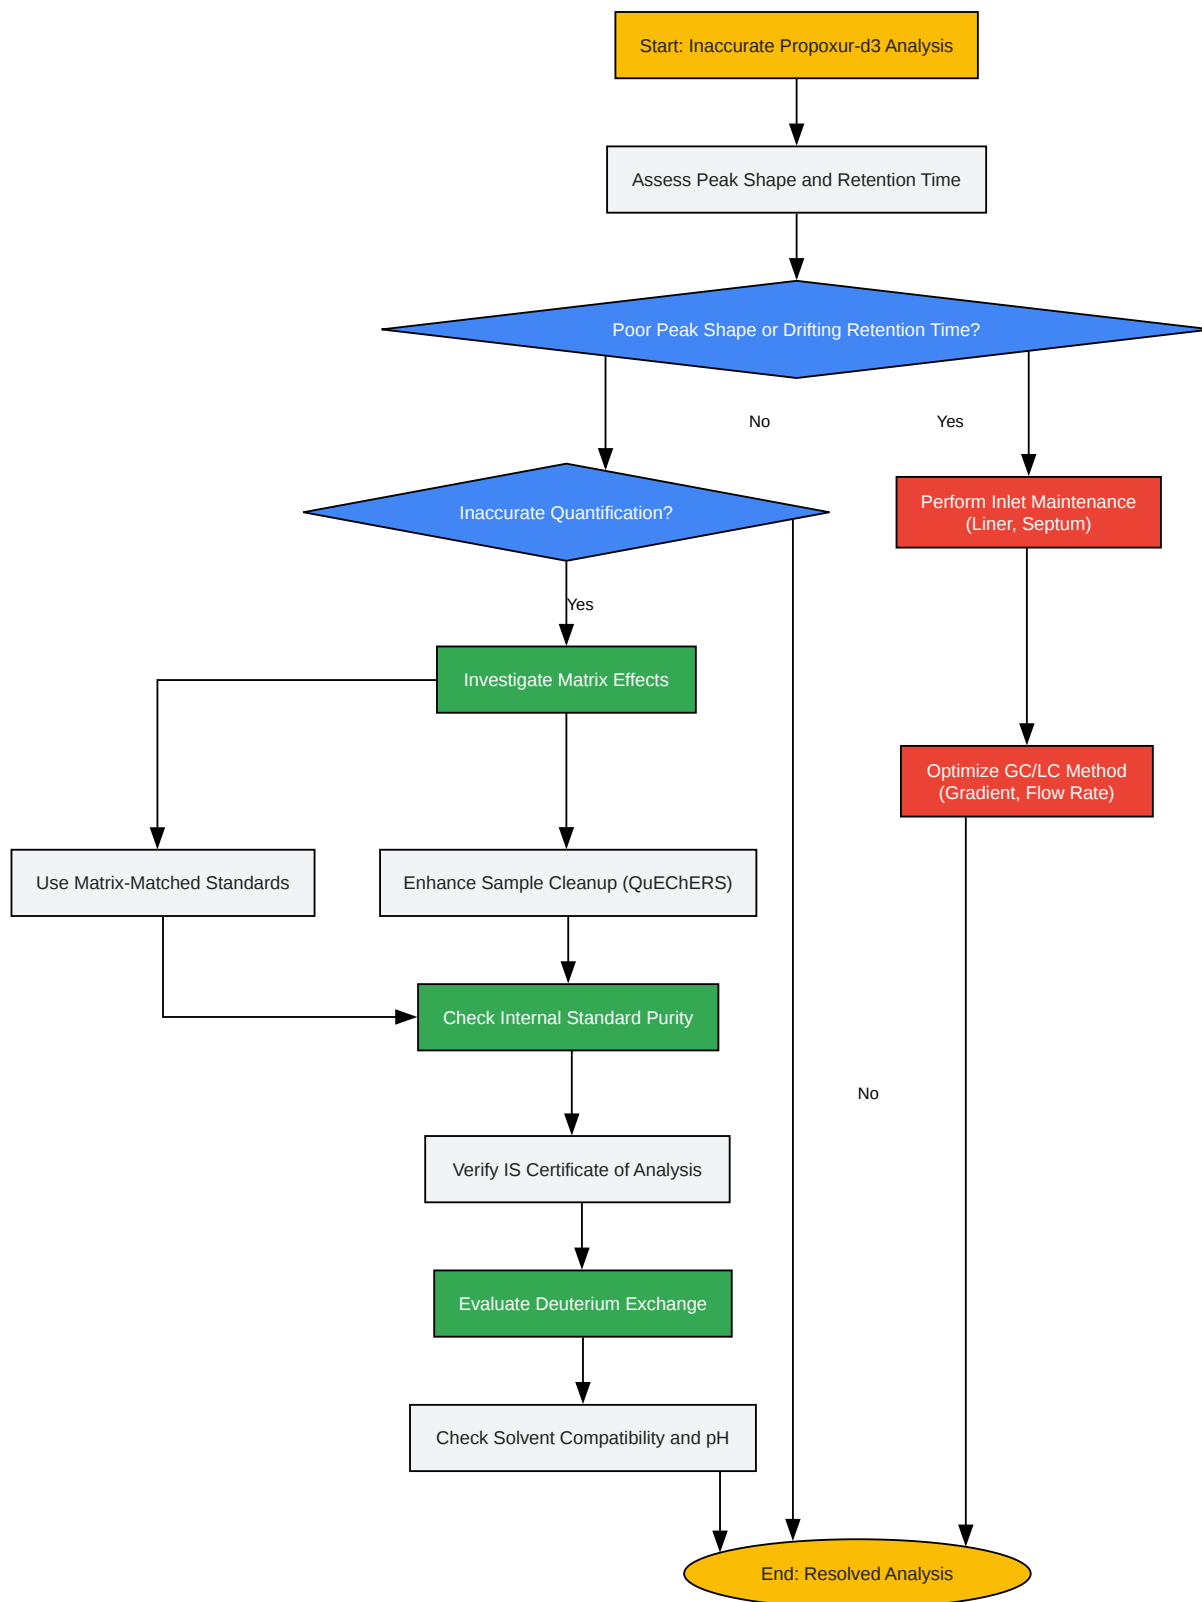 Start: Inaccurate Propoxur-d3 Analysis
Assess Peak Shape and Retention Time
Poor Peak Shape or Drifting Retention Time?
No
Yes
Inaccurate Quantification?
Perform Inlet Maintenance
(Liner, Septum)
Yes
Investigate Matrix Effects
Optimize GC/LC Method
(Gradient, Flow Rate)
Use Matrix-Matched Standards
Enhance Sample Cleanup (QuEChERS)
Check Internal Standard Purity
No
Verify IS Certificate of Analysis
Evaluate Deuterium Exchange
Check Solvent Compatibility and pH
End: Resolved Analysis